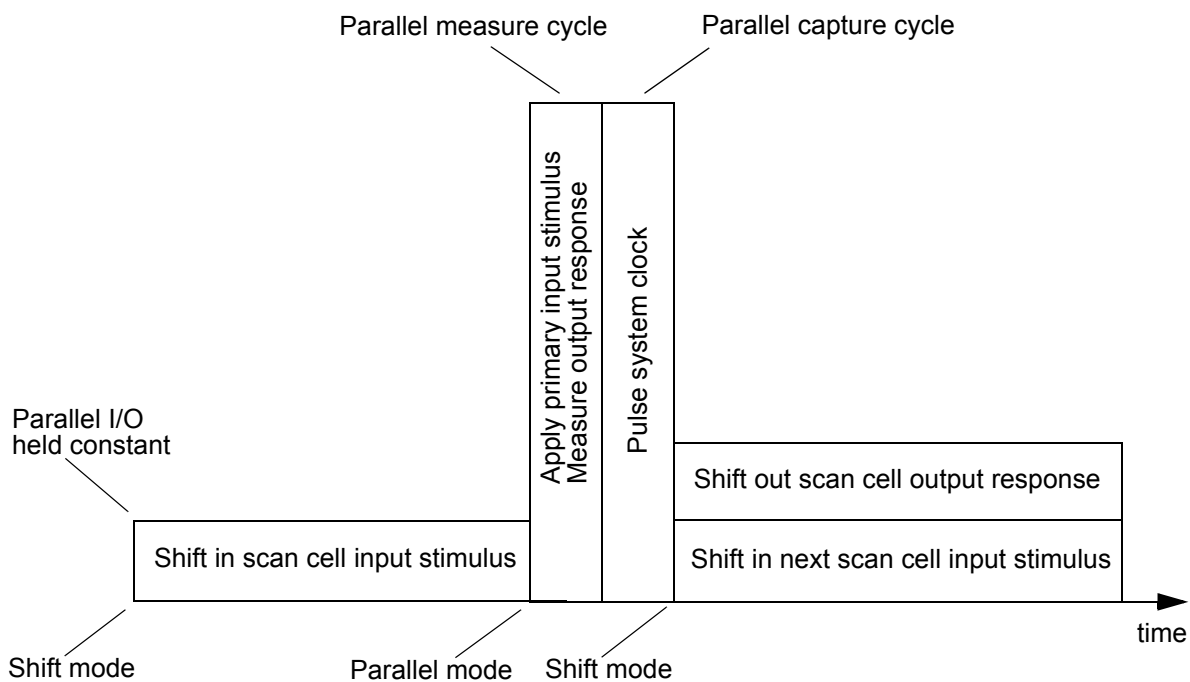 Parallel measure cycle
Parallel capture cycle
Apply primary input stimulus
Measure output response
Pulse system clock
Parallel I/O
held constant
Shift out scan cell output response
Shift in scan cell input stimulus
Shift in next scan cell input stimulus
time
Shift mode
Parallel mode
Shift mode